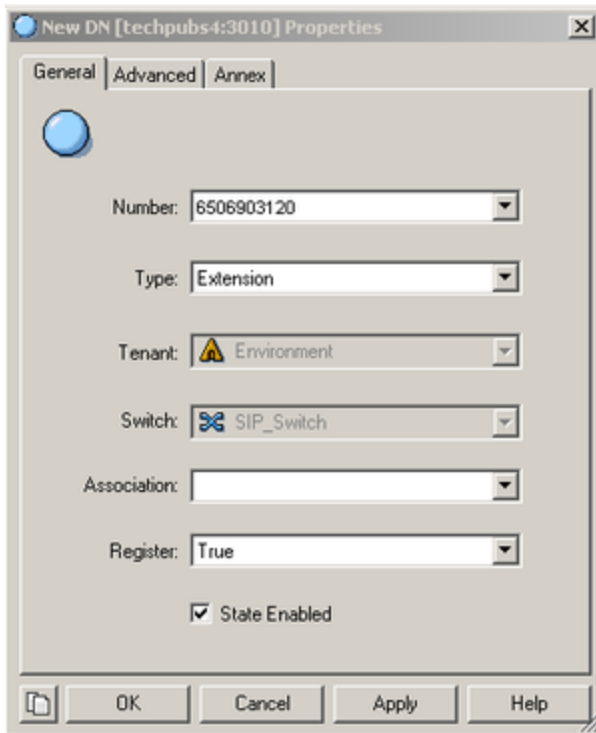 New DN [techpubs4:3010] Properties
General Advanced Annex
Number: 6506903120
Type: Extension
Tenant: Environment
Switch: SIP_Switch
Association:
Register: True
State Enabled
OK Cancel Apply Help